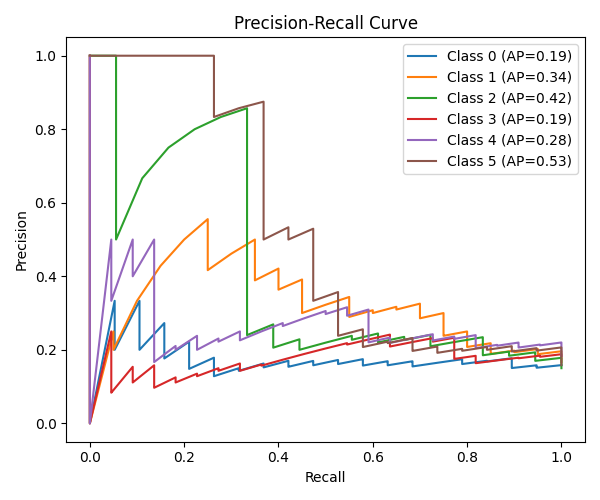 Precision-Recall Curve
Precision
1.0
0.8
0.6
0.4
0.2
0.0
Class 0 (AP=0.19)
Class 1 (AP=0.34)
Class 2 (AP=0.42)
Class 3 (AP=0.19)
Class 4 (AP=0.28)
Class 5 (AP=0.53)
0.0 0.2 0.4 0.6 0.8 1.0
Recall